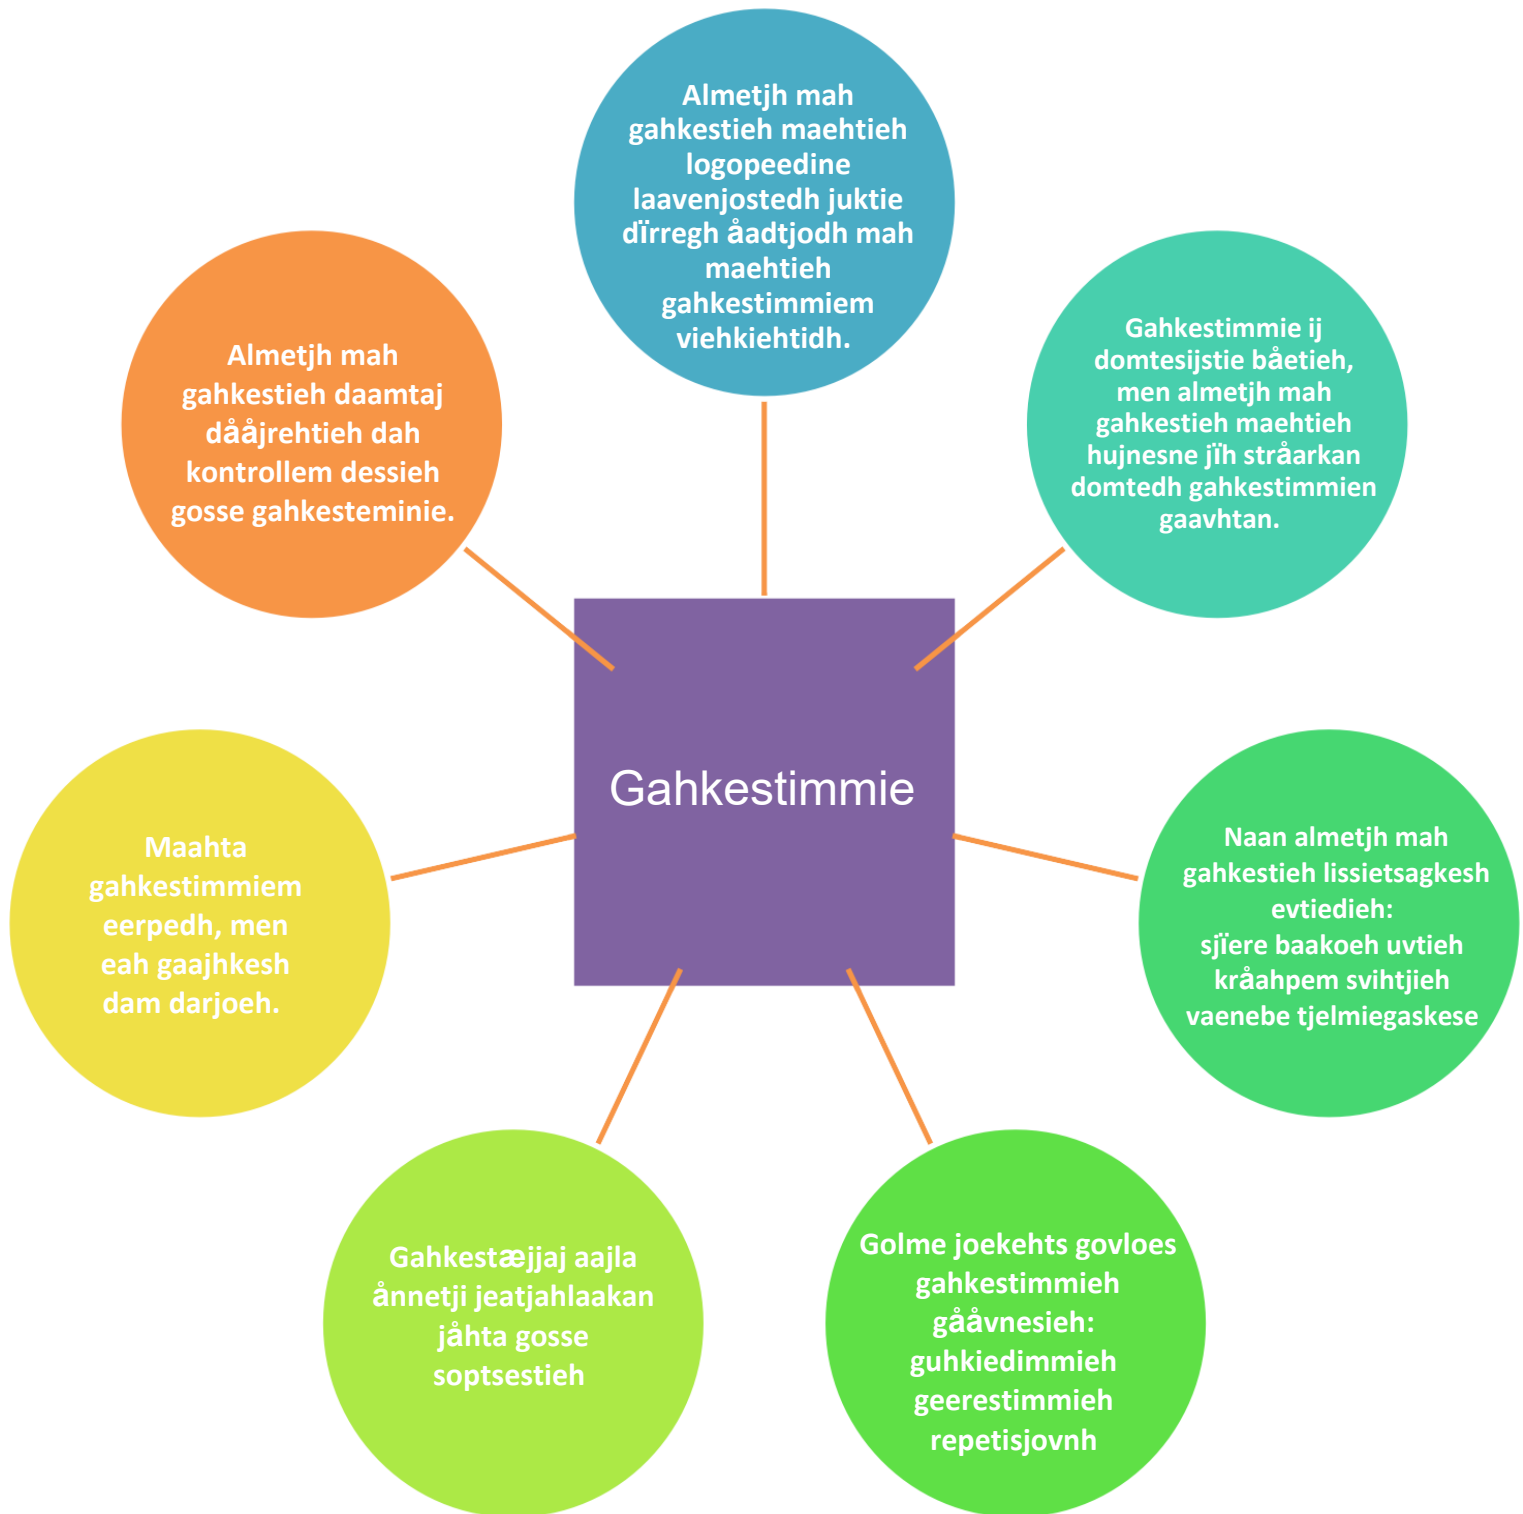 Almetjh mah
gahkestieh maehtieh
logopeedine
laavenjostedh juktie
dïrregh åadtjodh mah
maehtieh
gahkestimmiem
viehkiehtidh.
Gahkestimmie ij
domtesijstie båetieh,
men almetjh mah
gahkestieh maehtieh
hujnesne jïh stråarkan
domtedh gahkestimmien
gaavhtan.
Naan almetjh mah
gahkestieh lissietsagkesh
evtiedieh:
sjïere baakoeh uvtieh
kråahpem svihtjieh
vaenebe tjelmiegaskese
Golme joekehts govloes
gahkestimmieh
gååvnesieh:
guhkiedimmieh
geerestimmieh
repetisjovnh
Gahkestæjjaj aajla
ånnetji jeatjahlaakan
jåhta gosse
soptsestieh
Maahta
gahkestimmiem
eerpedh, men
eah gaajhkesh
dam darjoeh.
Almetjh mah
gahkestieh daamtaj
dååjrehtieh dah
kontrollem dessieh
gosse gahkesteminie.
Gahkestimmie